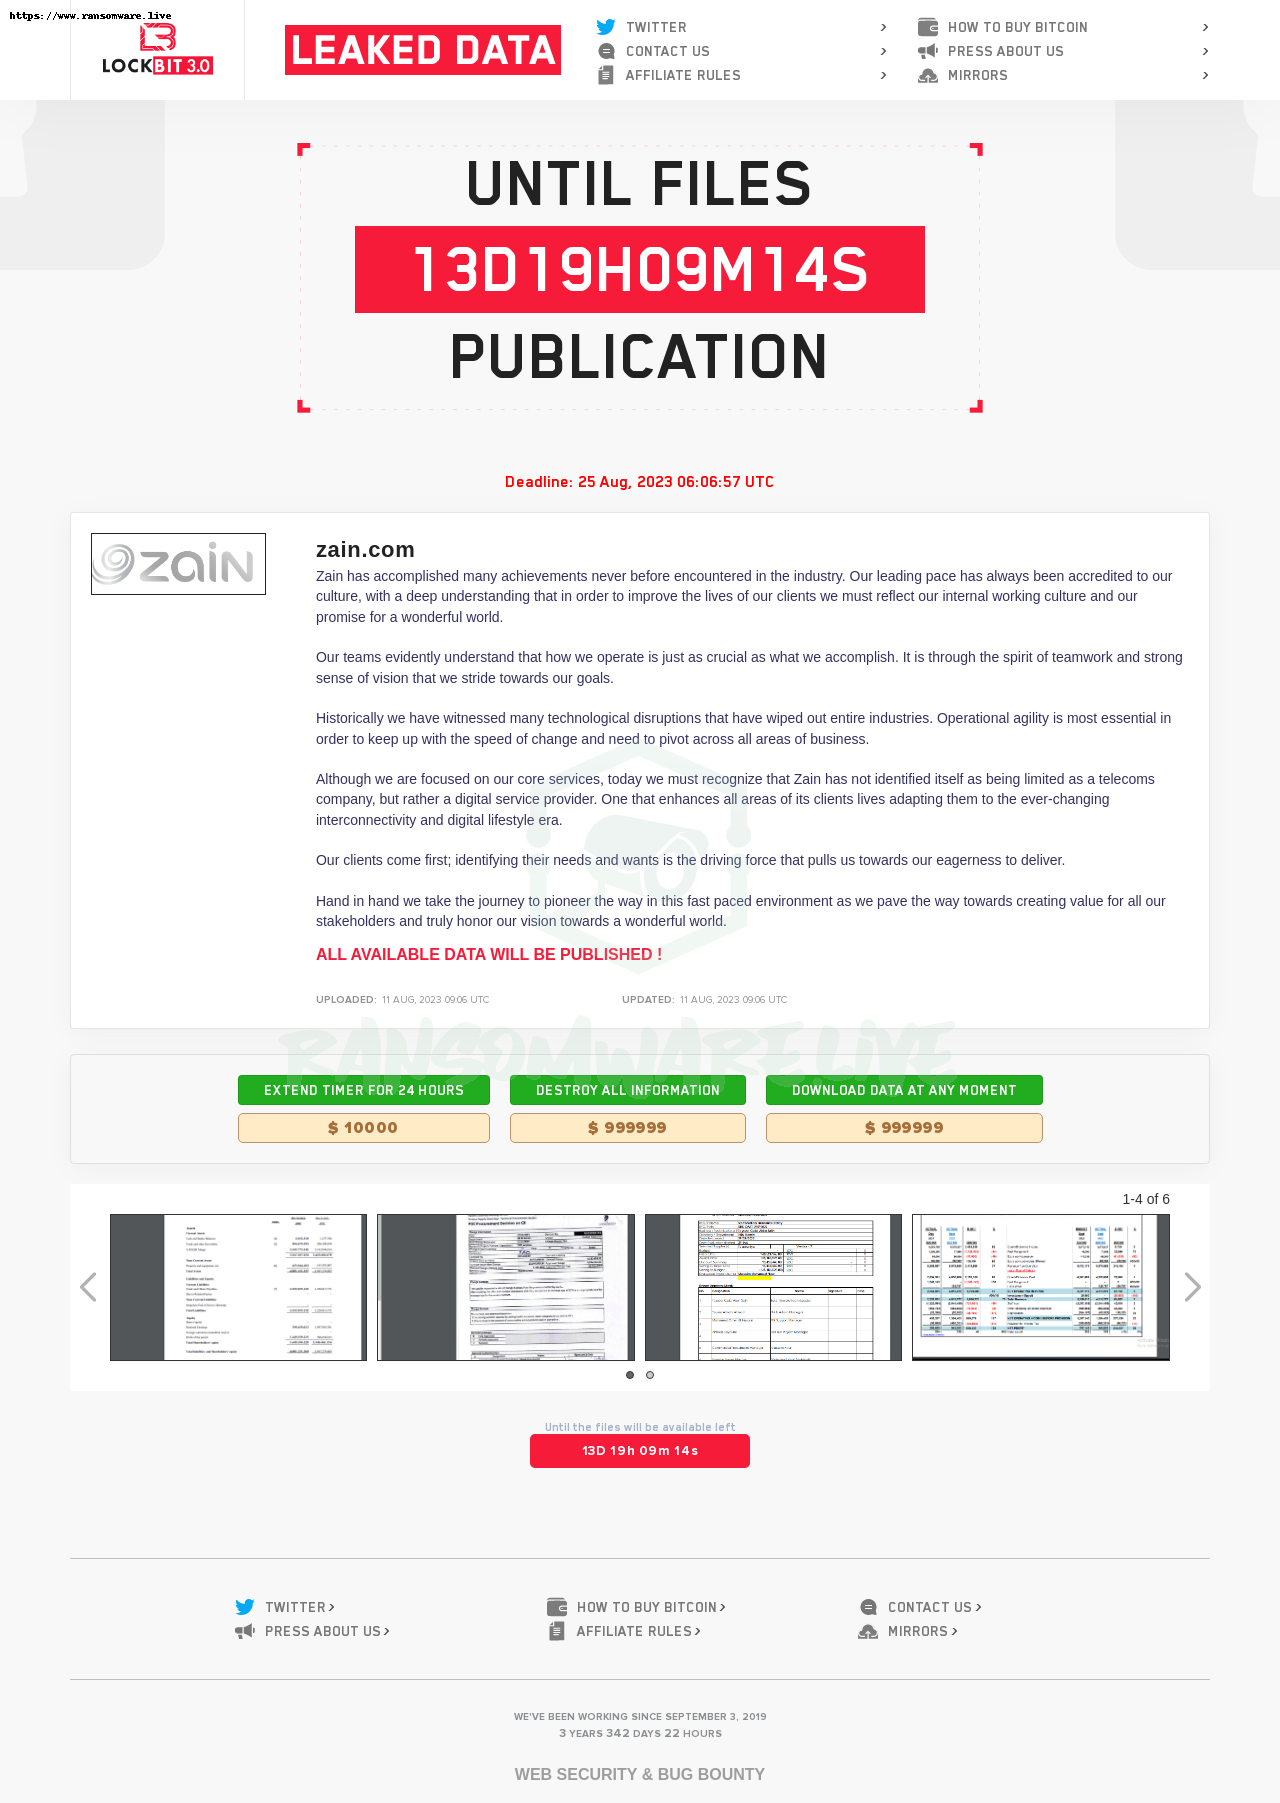 https://www.ransomware.live
LOCKBIT 3.0
LEAKED DATA
TWITTER
CONTACT US
AFFILIATE RULES
HOW TO BUY BITCOIN
PRESS ABOUT US
MIRRORS
UNTIL FILES
13D19H09M14S
PUBLICATION
Deadline: 25 Aug, 2023 06:06:57 UTC
zain
zain.com
Zain has accomplished many achievements never before encountered in the industry. Our leading pace has always been accredited to our
culture, with a deep understanding that in order to improve the lives of our clients we must reflect our internal working culture and our
promise for a wonderful world.
Our teams evidently understand that how we operate is just as crucial as what we accomplish. It is through the spirit of teamwork and strong
sense of vision that we stride towards our goals.
Historically we have witnessed many technological disruptions that have wiped out entire industries. Operational agility is most essential in
order to keep up with the speed of change and need to pivot across all areas of business.
Although we are focused on our core services, today we must recognize that Zain has not identified itself as being limited as a telecoms
company, but rather a digital service provider. One that enhances all areas of its clients lives adapting them to the ever-changing
interconnectivity and digital lifestyle era.
Our clients come first; identifying their needs and wants is the driving force that pulls us towards our eagerness to deliver.
Hand in hand we take the journey to pioneer the way in this fast paced environment as we pave the way towards creating value for all our
stakeholders and truly honor our vision towards a wonderful world.
ALL AVAILABLE DATA WILL BE PUBLISHED !
UPLOADED: 11 AUG, 2023 09:06 UTC
UPDATED: 11 AUG, 2023 09:06 UTC
RANSOMWARE.LIVE
EXTEND TIMER FOR 24 HOURS
$ 10000
DESTROY ALL INFORMATION
$ 999999
DOWNLOAD DATA AT ANY MOMENT
$ 999999
1-4 of 6
Until the files will be available left
13D 19h 09m 14s
TWITTER
PRESS ABOUT US
HOW TO BUY BITCOIN
AFFILIATE RULES
CONTACT US
MIRRORS
WE'VE BEEN WORKING SINCE SEPTEMBER 3, 2019
3 YEARS 342 DAYS 22 HOURS
WEB SECURITY & BUG BOUNTY